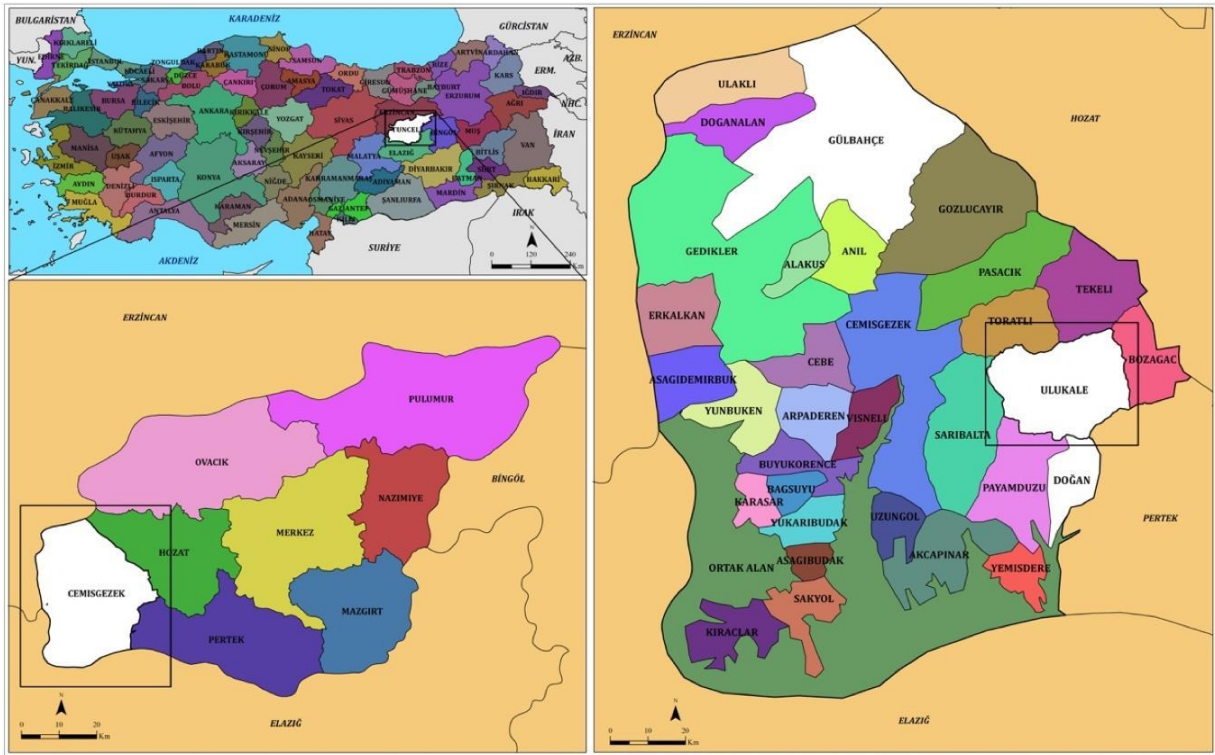 BULGARİSTAN
KARADENİZ
GÜRCİSTAN
YUN.
KIRKLARELİ
EDİRNE
TEKİRDAĞ
İSTANBUL
KOCAELİ
SAKARYA
ZONGULDAK
DÜZCE
BOLU
BARTIN
KARABÜK
KASTAMONU
SİNOP
SAMSUN
ÇANKIRI
ÇORUM
AMASYA
TOKAT
ORDU
GİRESUN
TRABZON
GÜMÜŞHANE
RİZE
BAYBURT
ARTVİN
ARDAHAN
KARS
ERZURUM
AĞRI
IĞDIR
AZB.
ERM.
NHC.
İRAN
ÇANAKKALE
BALIKESİR
BURSA
BİLECİK
ESKİŞEHİR
ANKARA
KIRIKKALE
KIRŞEHİR
YOZGAT
SİVAS
ERZİNCAN
TUNCELİ
BİNGÖL
MUŞ
BİTLİS
VAN
MANİSA
KÜTAHYA
UŞAK
AFYON
İZMİR
AYDIN
DENİZLİ
BURDUR
ISPARTA
MUĞLA
ANTALYA
KONYA
AKSARAY
NEVŞEHİR
NİĞDE
KAYSERİ
KARAMAN
MERSİN
ADANA
OSMANİYE
KAHRAMANMARAŞ
MALATYA
ELAZIĞ
ADIYAMAN
GAZİANTEP
HATAY
ŞANLIURFA
DİYARBAKIR
MARDİN
BATMAN
SİİRT
ŞIRNAK
HAKKARİ
AKDENİZ
SURİYE
IRAK
N
0 120 240
Km
ERZİNCAN
PULUMUR
OVACIK
NAZIMIYE
BİNGÖL
MERKEZ
HOZAT
CEMISGEZEK
MAZGIRT
PERTEK
ELAZIĞ
N
0 10 20
Km
ERZİNCAN
HOZAT
ULAKLI
DOGANALAN
GÜLBAHÇE
GOZLUCAYIR
GEDIKLER
ALAKUS
ANIL
PASACIK
TEKELI
ERKALKAN
CEMISGEZEK
TORATLI
BOZAGAC
CEBE
ULUKALE
ASAGIDEMIRBUK
YUNBUKEN
ARPADEREN
VISNELI
SARIBALTA
BUYUKORENCE
PAYAMDUZU
DOĞAN
KARASAR
BAGSUYU
YUKARIBUDAK
UZUNGOL
PERTEK
AKCAPINAR
ORTAK ALAN
ASAGIBUDAK
YEMISDERE
SAKYOL
KIRACLAR
ELAZIĞ
N
0 10 20
Km